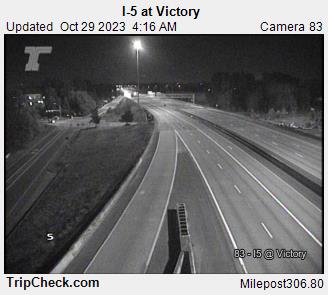 I-5 at Victory
Updated Oct 29 2023 4:16 AM Camera 83
T
S
83 - I5 @ Victory
TripCheck.com Milepost306.80